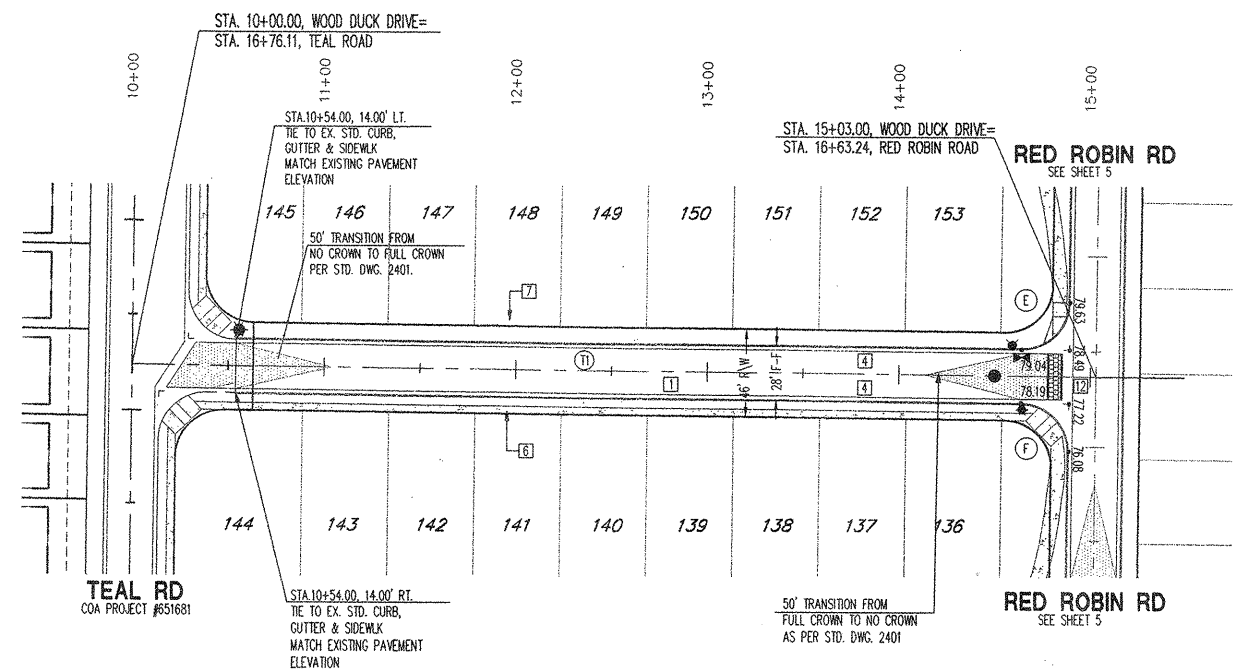 STA. 10+00.00, WOOD DUCK DRIVE=
STA. 16+76.11, TEAL ROAD
10+00
11+00
12+00
13+00
14+00
15+00
STA.10+54.00, 14.00' LT.
TIE TO EX. STD. CURB,
GUTTER & SIDEWLK
MATCH EXISTING PAVEMENT
ELEVATION
STA. 15+03.00, WOOD DUCK DRIVE=
STA. 16+63.24, RED ROBIN ROAD
RED ROBIN RD
SEE SHEET 5
145
146
147
148
149
150
151
152
153
50' TRANSITION FROM
NO CROWN TO FULL CROWN
PER STD. DWG. 2401.
7
E
79.63
T1
46' R\W
28' F-F
4
79.04
78.49
1
4
78.19
12
77.22
6
F
76.08
144
143
142
141
140
139
138
137
136
TEAL RD
COA PROJECT #651681
STA.10+54.00, 14.00' RT.
TIE TO EX. STD. CURB,
GUTTER & SIDEWLK
MATCH EXISTING PAVEMENT
ELEVATION
50' TRANSITION FROM
FULL CROWN TO NO CROWN
AS PER STD. DWG. 2401
RED ROBIN RD
SEE SHEET 5